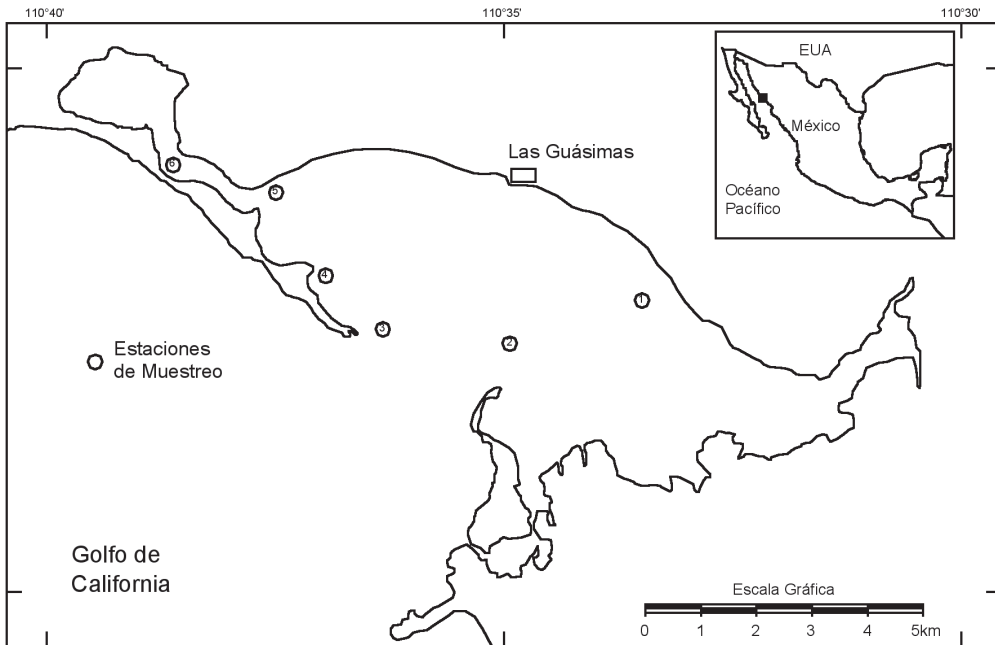 110°40'
110°35'
110°30'
EUA
México
Océano
Pacífico
Las Guásimas
6
5
4
3
2
1
Estaciones
de Muestreo
Golfo de
California
Escala Gráfica
0 1 2 3 4 5km